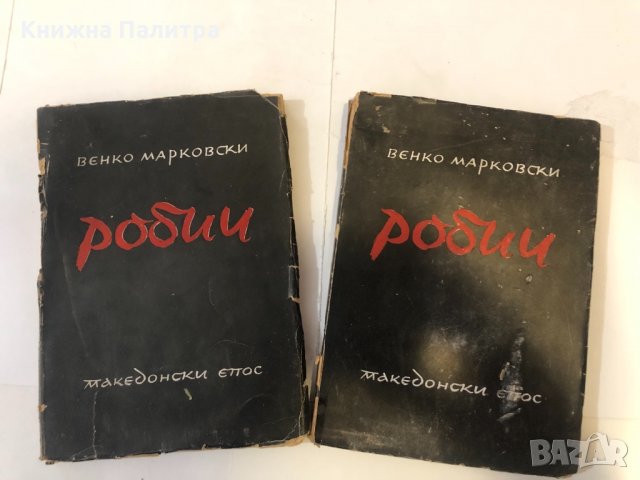 Книжна Палитра
ВЕНКО МАРКОВСКИ
РОБИИ
МАКЕДОНСКИ ЕПОС
ВЕНКО МАРКОВСКИ
РОБИИ
МАКЕДОНСКИ ЕПОС
BAZAR